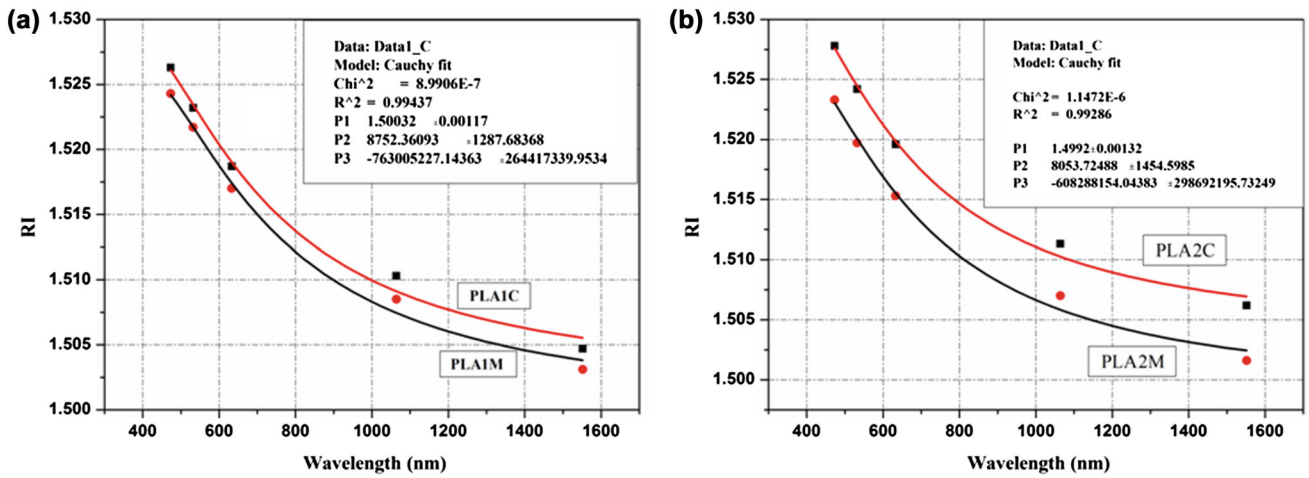 (a)
1.530
1.525
1.520
1.515
1.510
1.505
1.500
RI
Data: Data1_C
Model: Cauchy fit
Chi^2 = 8.9906E-7
R^2 = 0.99437
P1 1.50032 ±0.00117
P2 8752.36093 ±1287.68368
P3 -763005227.14363 ±264417339.9534
PLA1C
PLA1M
400 600 800 1000 1200 1400 1600
Wavelength (nm)
(b)
1.530
1.525
1.520
1.515
1.510
1.505
1.500
RI
Data: Data1_C
Model: Cauchy fit
Chi^2 = 1.1472E-6
R^2 = 0.99286
P1 1.4992±0.00132
P2 8053.72488 ±1454.5985
P3 -608288154.04383 ±298692195.73249
PLA2C
PLA2M
400 600 800 1000 1200 1400 1600
Wavelength (nm)